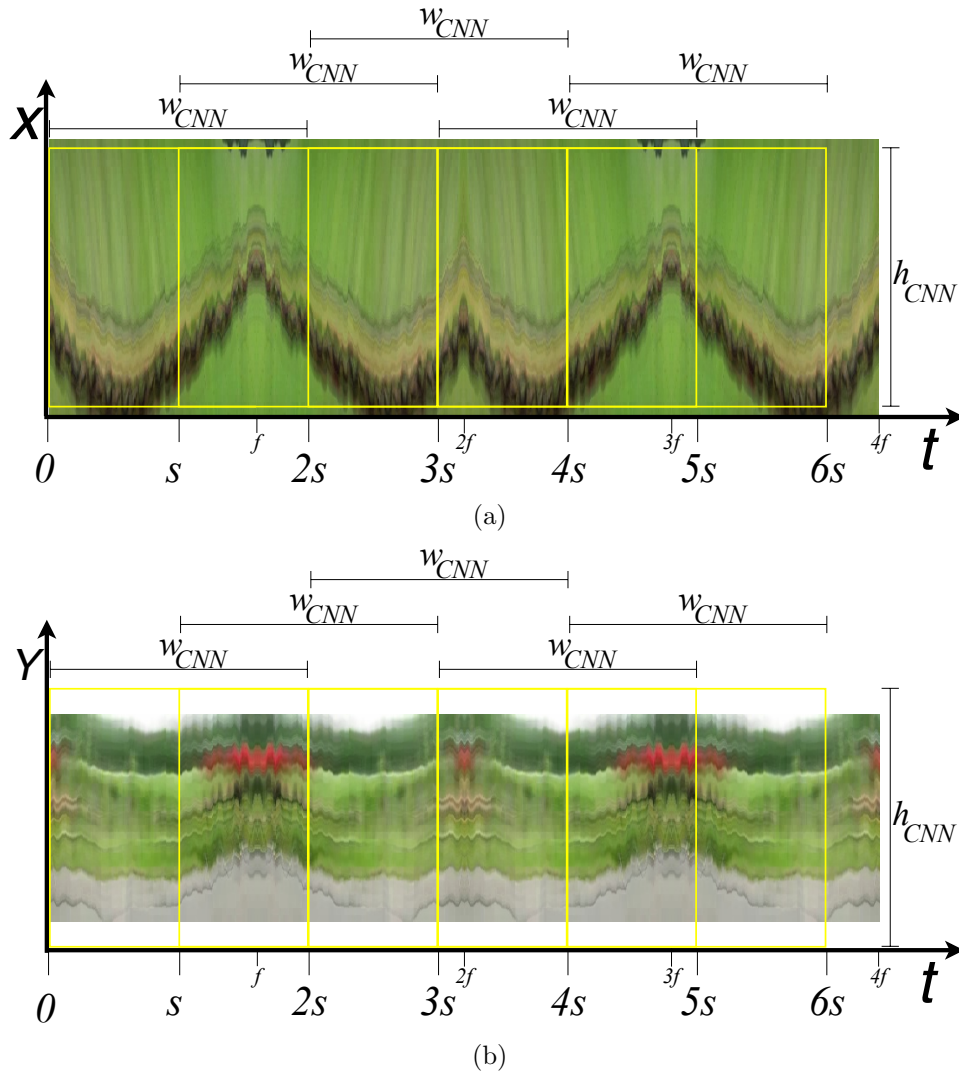 w_CNN
w_CNN w_CNN
w_CNN w_CNN
X
h_CNN
f 2f 3f 4f
0 s 2s 3s 4s 5s 6s t
(a)
w_CNN
w_CNN w_CNN
w_CNN w_CNN
Y
h_CNN
f 2f 3f 4f
0 s 2s 3s 4s 5s 6s t
(b)